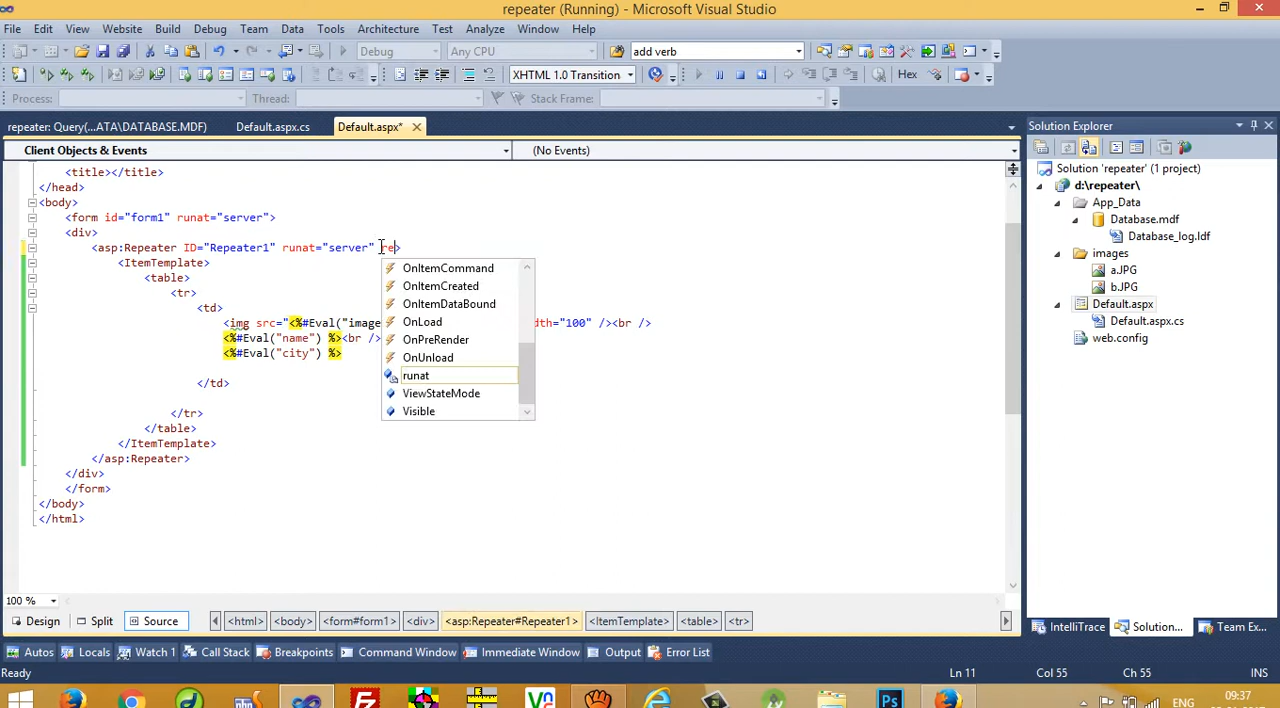 repeater (Running) - Microsoft Visual Studio
File Edit View Website Build Debug Team Data Tools Architecture Test Analyze Window Help
Debug Any CPU add verb
XHTML 1.0 Transition Hex
Process: Thread: Stack Frame:
repeater: Query(...ATA\DATABASE.MDF) Default.aspx.cs Default.aspx*
Client Objects & Events (No Events)
<title></title>
</head>
<body>
<form id="form1" runat="server">
<div>
<asp:Repeater ID="Repeater1" runat="server" re>
<ItemTemplate>
<table>
<tr>
<td>
<img src="<%#Eval("image dth="100" /><br />
<%#Eval("name") %><br />
<%#Eval("city") %>
</td>
</tr>
</table>
</ItemTemplate>
</asp:Repeater>
</div>
</form>
</body>
</html>
OnItemCommand
OnItemCreated
OnItemDataBound
OnLoad
OnPreRender
OnUnload
runat
ViewStateMode
Visible
Solution Explorer
Solution 'repeater' (1 project)
d:\repeater\
App_Data
Database.mdf
Database_log.ldf
images
a.JPG
b.JPG
Default.aspx
Default.aspx.cs
web.config
100 %
Design Split Source <html> <body> <form#form1> <div> <asp:Repeater#Repeater1> <ItemTemplate> <table> <tr>
IntelliTrace Solution... Team Ex...
Autos Locals Watch 1 Call Stack Breakpoints Command Window Immediate Window Output Error List
Ready Ln 11 Col 55 Ch 55 INS
ENG 09:37